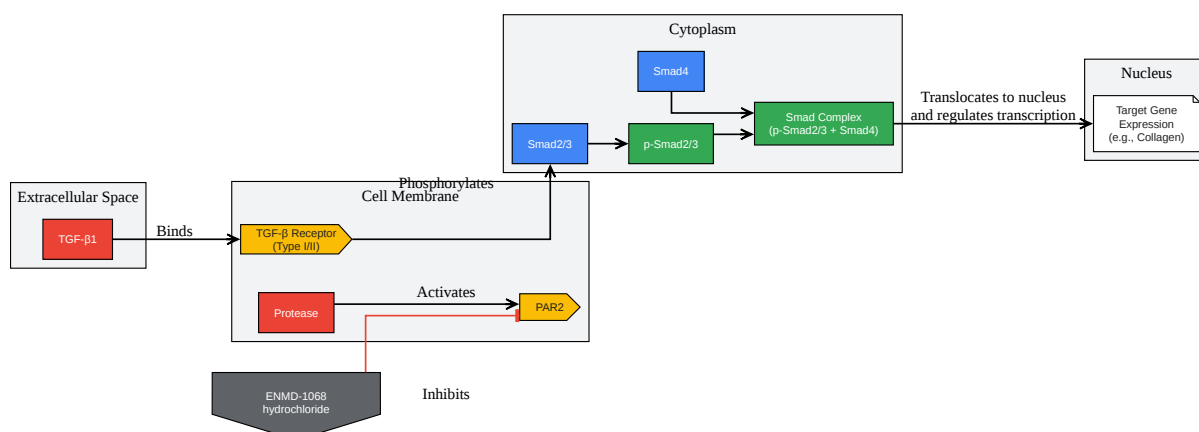 Cytoplasm
Smad4
Smad2/3
p-Smad2/3
Smad Complex
(p-Smad2/3 + Smad4)
Translocates to nucleus
and regulates transcription
Nucleus
Target Gene
Expression
(e.g., Collagen)
Extracellular Space
TGF-β1
Binds
Phosphorylates
Cell Membrane
TGF-β Receptor
(Type I/II)
Protease
Activates
PAR2
ENMD-1068
hydrochloride
Inhibits